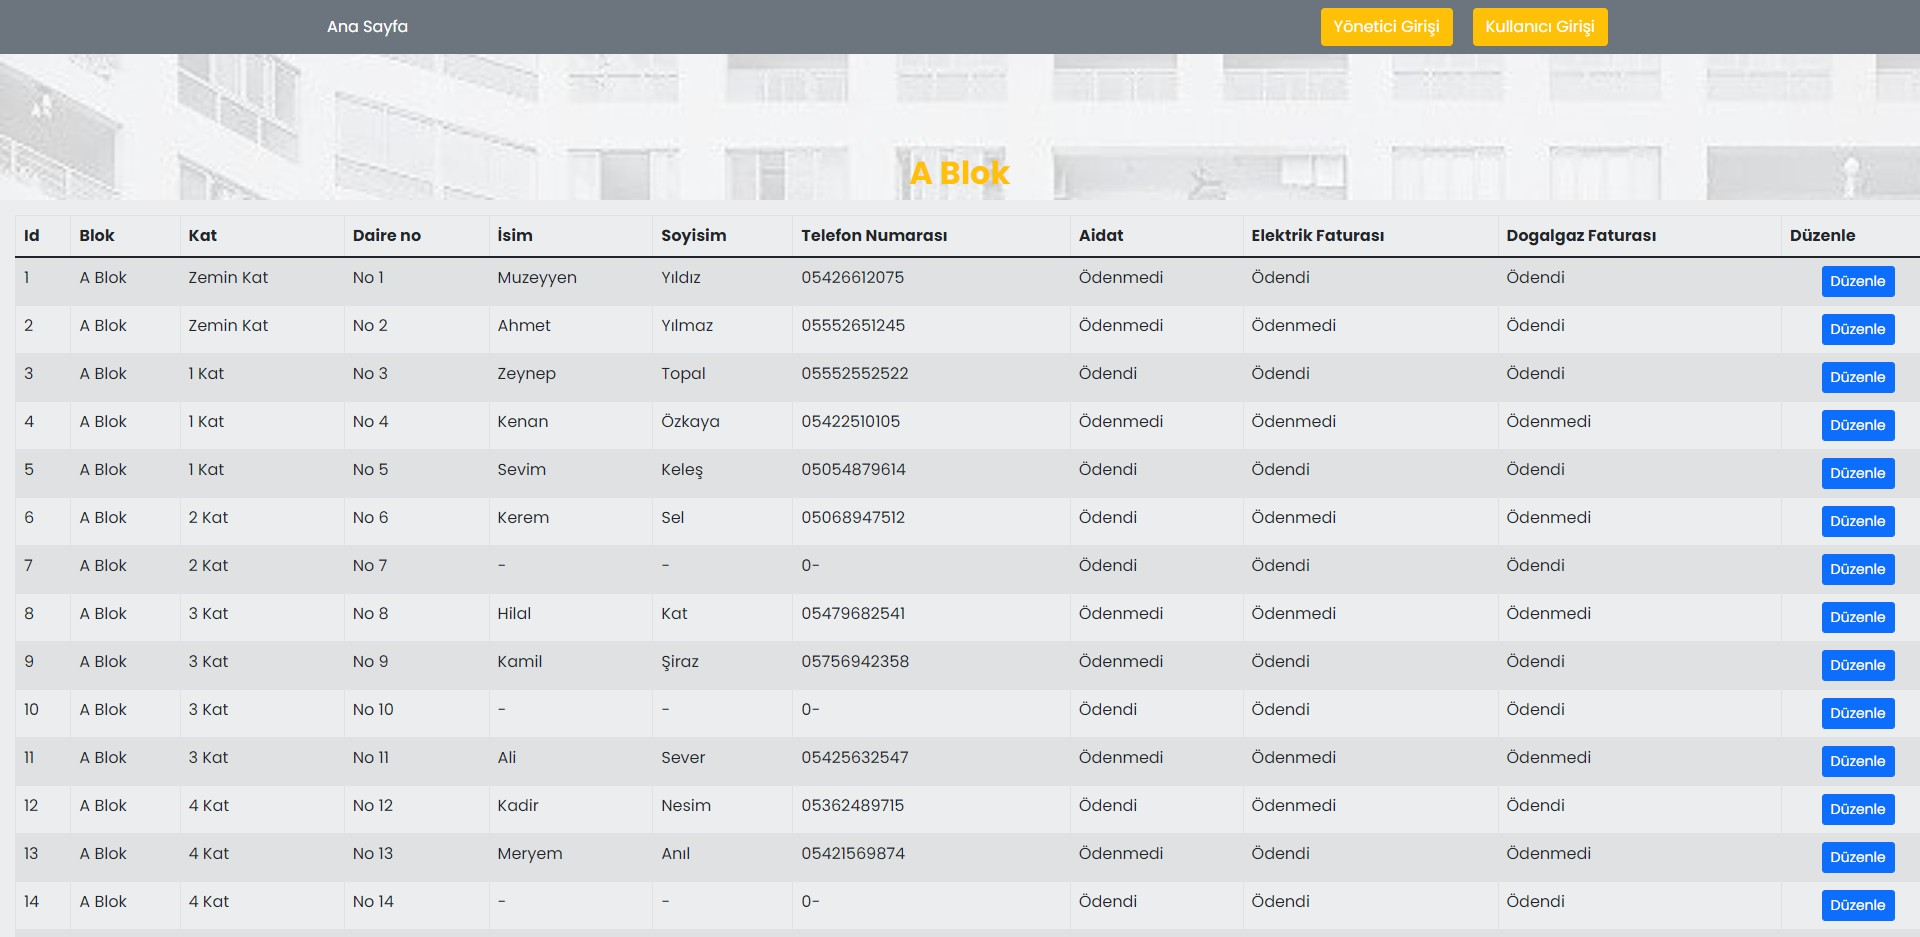 Ana Sayfa Yönetici Girişi Kullanıcı Girişi
A Blok
Id Blok Kat Daire no İsim Soyisim Telefon Numarası Aidat Elektrik Faturası Dogalgaz Faturası Düzenle
1 A Blok Zemin Kat No 1 Muzeyyen Yıldız 05426612075 Ödenmedi Ödendi Ödendi Düzenle
2 A Blok Zemin Kat No 2 Ahmet Yılmaz 05552651245 Ödenmedi Ödenmedi Ödendi Düzenle
3 A Blok 1 Kat No 3 Zeynep Topal 05552552522 Ödendi Ödendi Ödendi Düzenle
4 A Blok 1 Kat No 4 Kenan Özkaya 05422510105 Ödenmedi Ödenmedi Ödenmedi Düzenle
5 A Blok 1 Kat No 5 Sevim Keleş 05054879614 Ödendi Ödendi Ödendi Düzenle
6 A Blok 2 Kat No 6 Kerem Sel 05068947512 Ödendi Ödenmedi Ödenmedi Düzenle
7 A Blok 2 Kat No 7 - - 0- Ödendi Ödendi Ödendi Düzenle
8 A Blok 3 Kat No 8 Hilal Kat 05479682541 Ödenmedi Ödenmedi Ödenmedi Düzenle
9 A Blok 3 Kat No 9 Kamil Şiraz 05756942358 Ödenmedi Ödendi Ödendi Düzenle
10 A Blok 3 Kat No 10 - - 0- Ödendi Ödendi Ödendi Düzenle
11 A Blok 3 Kat No 11 Ali Sever 05425632547 Ödenmedi Ödenmedi Ödenmedi Düzenle
12 A Blok 4 Kat No 12 Kadir Nesim 05362489715 Ödendi Ödenmedi Ödendi Düzenle
13 A Blok 4 Kat No 13 Meryem Anıl 05421569874 Ödenmedi Ödendi Ödenmedi Düzenle
14 A Blok 4 Kat No 14 - - 0- Ödendi Ödendi Ödendi Düzenle